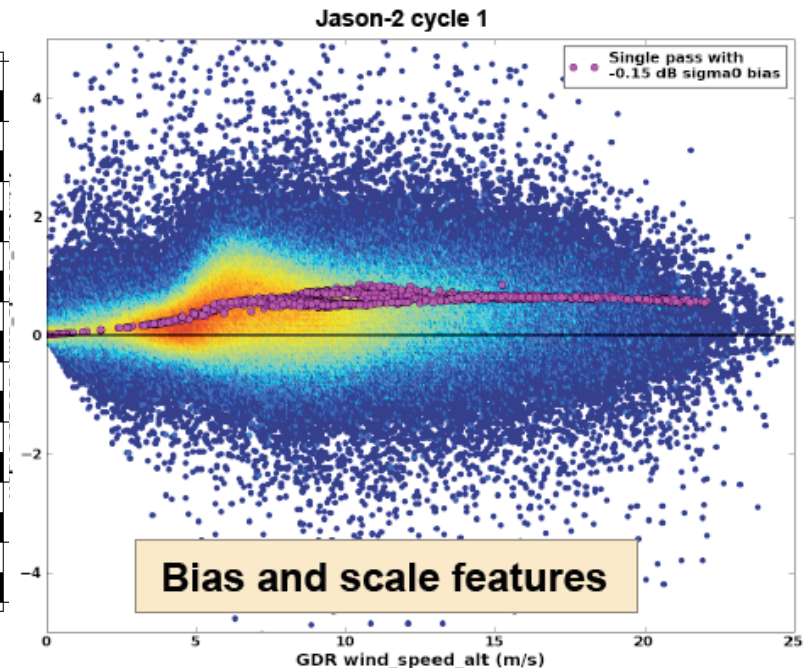 Jason-2 cycle 1
Single pass with
-0.15 dB sigma0 bias
4
2
0
−2
−4
Bias and scale features
0 5 10 15 20 25
GDR wind_speed_alt (m/s)